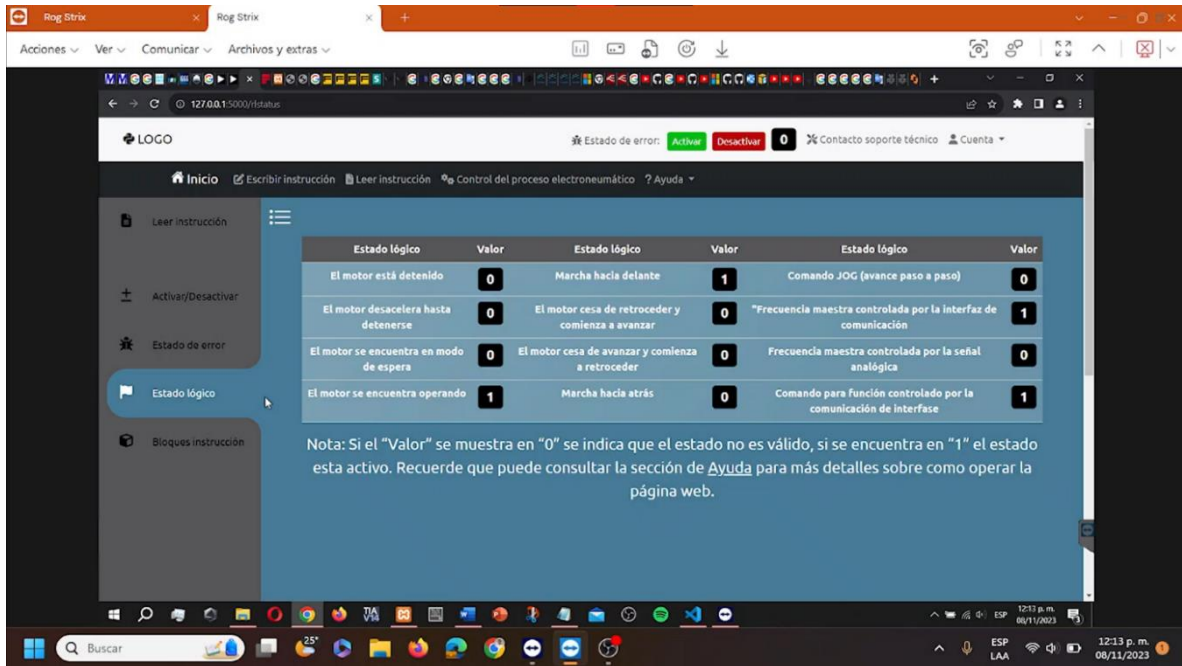 Rog Strix
Rog Strix
Acciones Ver Comunicar Archivos y extras
127.0.0.1:5000/rlstatus
LOGO
Estado de error: Activar Desactivar 0 Contacto soporte técnico Cuenta
Inicio Escribir instrucción Leer instrucción Control del proceso electroneumático ? Ayuda
Leer instrucción
Activar/Desactivar
Estado de error
Estado lógico
Bloques instrucción
Estado lógico Valor Estado lógico Valor Estado lógico Valor
El motor está detenido 0 Marcha hacia delante 1 Comando JOG (avance paso a paso) 0
El motor desacelera hasta detenerse 0 El motor cesa de retroceder y comienza a avanzar 0 "Frecuencia maestra controlada por la interfaz de comunicación 1
El motor se encuentra en modo de espera 0 El motor cesa de avanzar y comienza a retroceder 0 Frecuencia maestra controlada por la señal analógica 0
El motor se encuentra operando 1 Marcha hacia atrás 0 Comando para función controlado por la comunicación de interfase 1
Nota: Si el "Valor" se muestra en "0" se indica que el estado no es válido, si se encuentra en "1" el estado
esta activo. Recuerde que puede consultar la sección de Ayuda para más detalles sobre como operar la
página web.
ESP 12:13 p. m.
08/11/2023
Buscar
25°
ESP
LAA
12:13 p. m.
08/11/2023